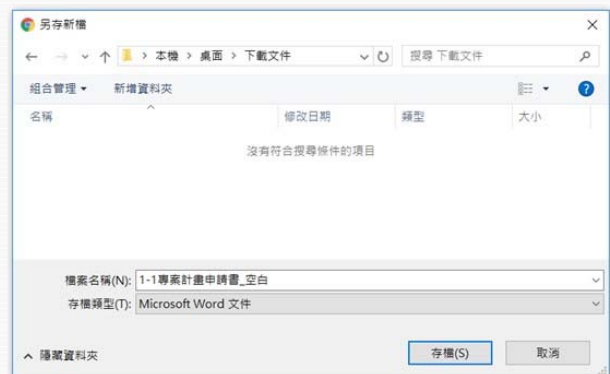 另存新檔
本機 > 桌面 > 下載文件
搜尋 下載文件
組合管理
新增資料夾
名稱
修改日期
類型
大小
沒有符合搜尋條件的項目
檔案名稱(N): 1-1專案計畫申請書_空白
存檔類型(T): Microsoft Word 文件
隱藏資料夾
存檔(S)
取消